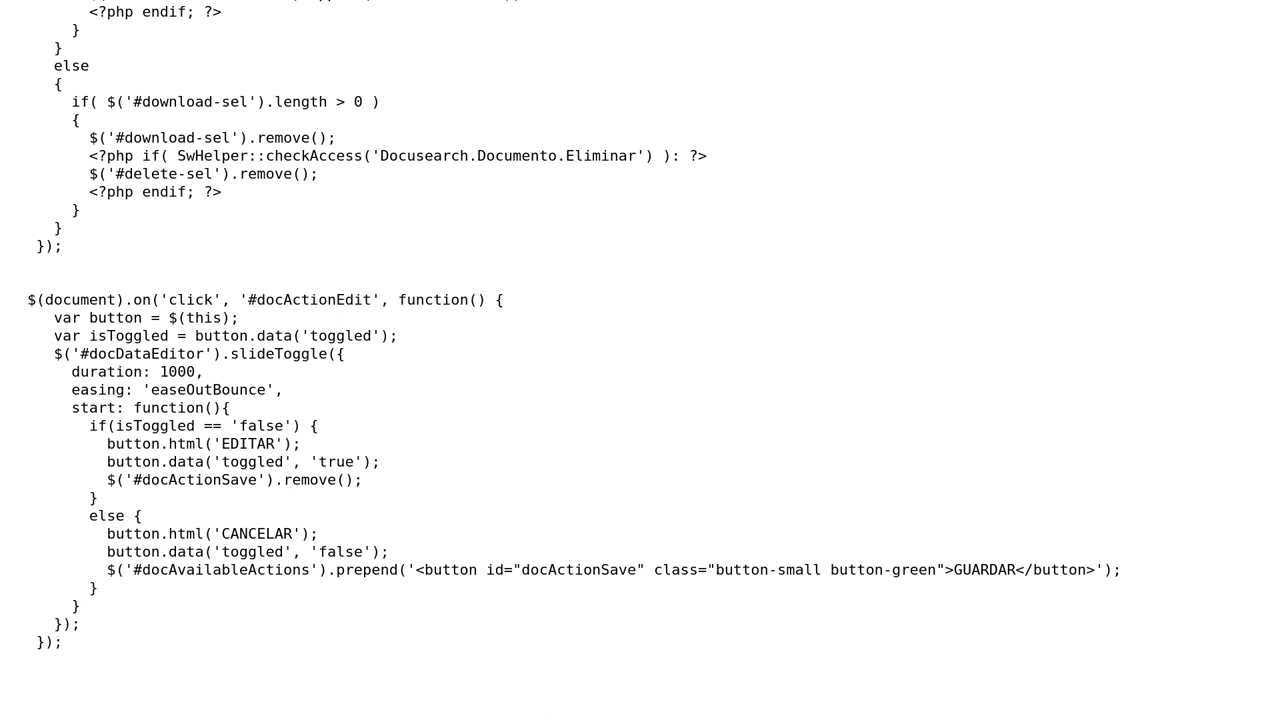 <?php endif; ?>
}
}
else
{
if( $('#download-sel').length > 0 )
{
$('#download-sel').remove();
<?php if( SwHelper::checkAccess('Docusearch.Documento.Eliminar') ): ?>
$('#delete-sel').remove();
<?php endif; ?>
}
}
});
$(document).on('click', '#docActionEdit', function() {
var button = $(this);
var isToggled = button.data('toggled');
$('#docDataEditor').slideToggle({
duration: 1000,
easing: 'easeOutBounce',
start: function(){
if(isToggled == 'false') {
button.html('EDITAR');
button.data('toggled', 'true');
$('#docActionSave').remove();
}
else {
button.html('CANCELAR');
button.data('toggled', 'false');
$('#docAvailableActions').prepend('<button id="docActionSave" class="button-small button-green">GUARDAR</button>');
}
}
});
});